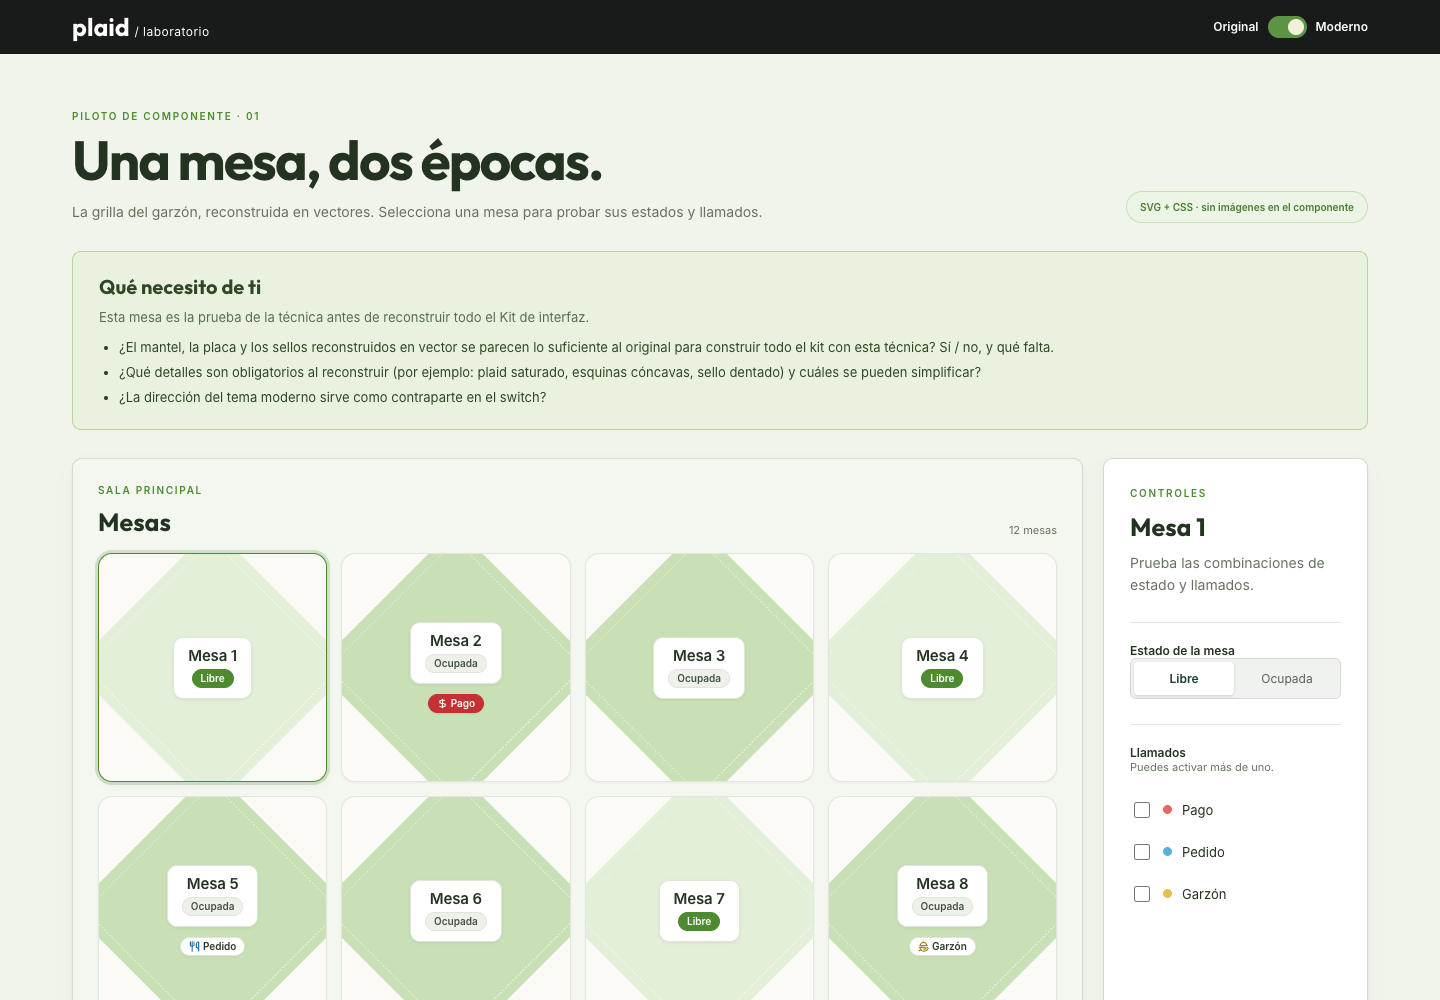 plaid / laboratorio
Original Moderno
PILOTO DE COMPONENTE · 01
Una mesa, dos épocas.
La grilla del garzón, reconstruida en vectores. Selecciona una mesa para probar sus estados y llamados.
SVG + CSS · sin imágenes en el componente
Qué necesito de ti
Esta mesa es la prueba de la técnica antes de reconstruir todo el Kit de interfaz.
• ¿El mantel, la placa y los sellos reconstruidos en vector se parecen lo suficiente al original para construir todo el kit con esta técnica? Sí / no, y qué falta.
• ¿Qué detalles son obligatorios al reconstruir (por ejemplo: plaid saturado, esquinas cóncavas, sello dentado) y cuáles se pueden simplificar?
• ¿La dirección del tema moderno sirve como contraparte en el switch?
SALA PRINCIPAL
Mesas
12 mesas
Mesa 1
Libre
Mesa 2
Ocupada
$ Pago
Mesa 3
Ocupada
Mesa 4
Libre
Mesa 5
Ocupada
Pedido
Mesa 6
Ocupada
Mesa 7
Libre
Mesa 8
Ocupada
Garzón
CONTROLES
Mesa 1
Prueba las combinaciones de
estado y llamados.
Estado de la mesa
Libre Ocupada
Llamados
Puedes activar más de uno.
Pago
Pedido
Garzón